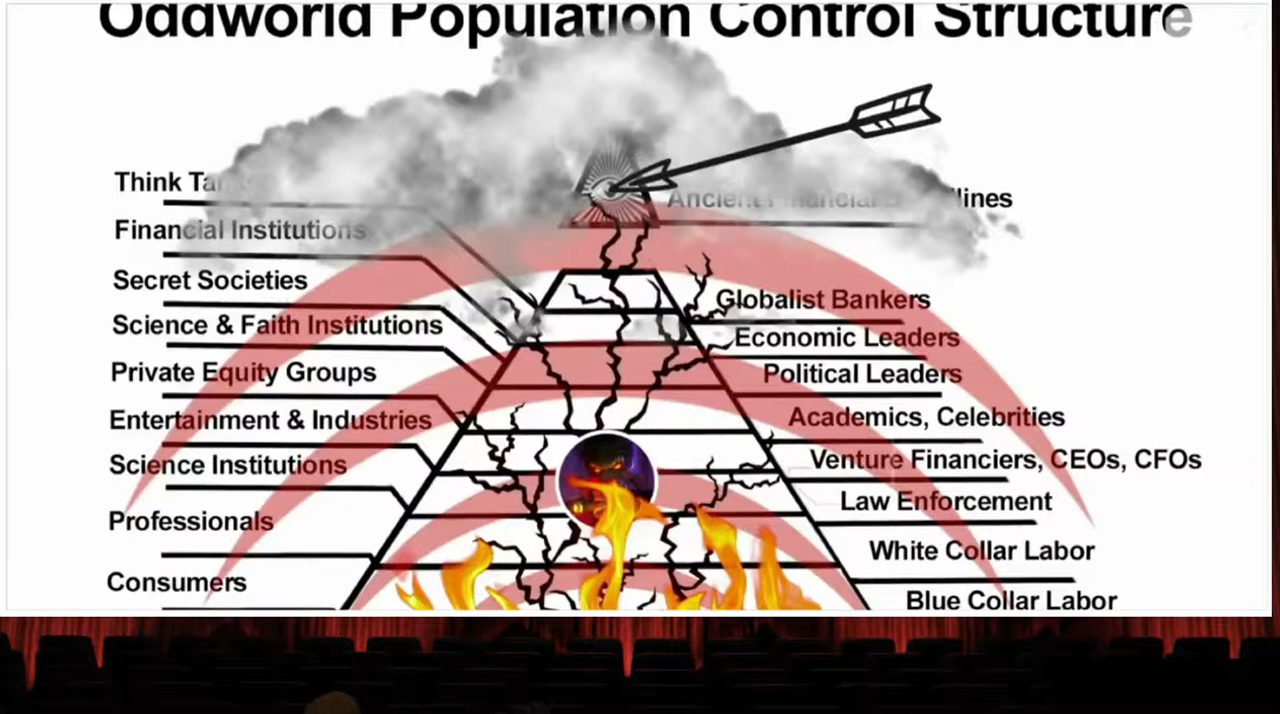 Oddworld Population Control Structure
Think
Financial Institutions
Secret Societies
Science & Faith Institutions
Private Equity Groups
Entertainment & Industries
Science Institutions
Professionals
Consumers
Ancient Financial
Globalist Bankers
Economic Leaders
Political Leaders
Academics, Celebrities
Venture Financiers, CEOs, CFOs
Law Enforcement
White Collar Labor
Blue Collar Labor